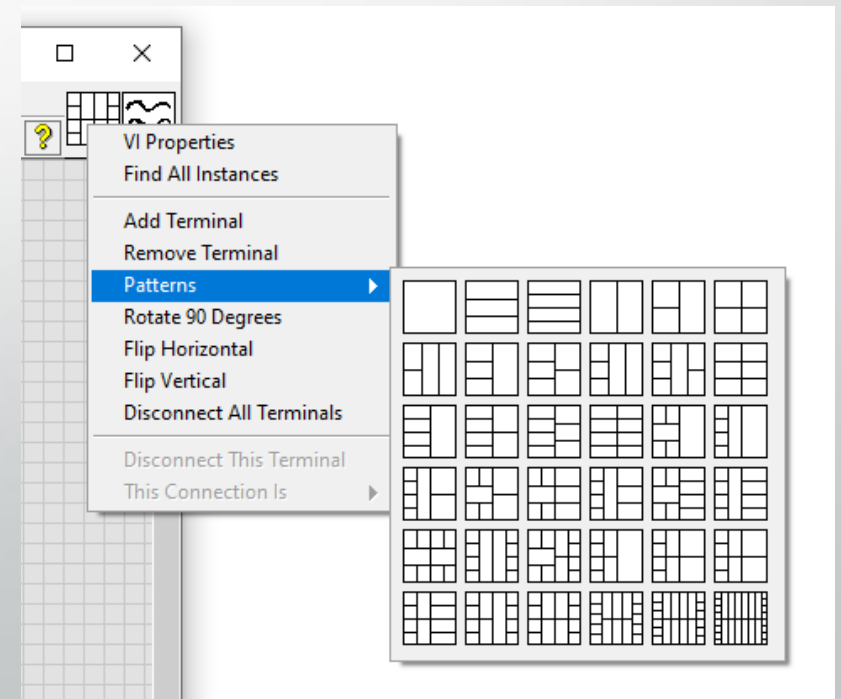 ?
VI Properties
Find All Instances
Add Terminal
Remove Terminal
Patterns
Rotate 90 Degrees
Flip Horizontal
Flip Vertical
Disconnect All Terminals
Disconnect This Terminal
This Connection Is